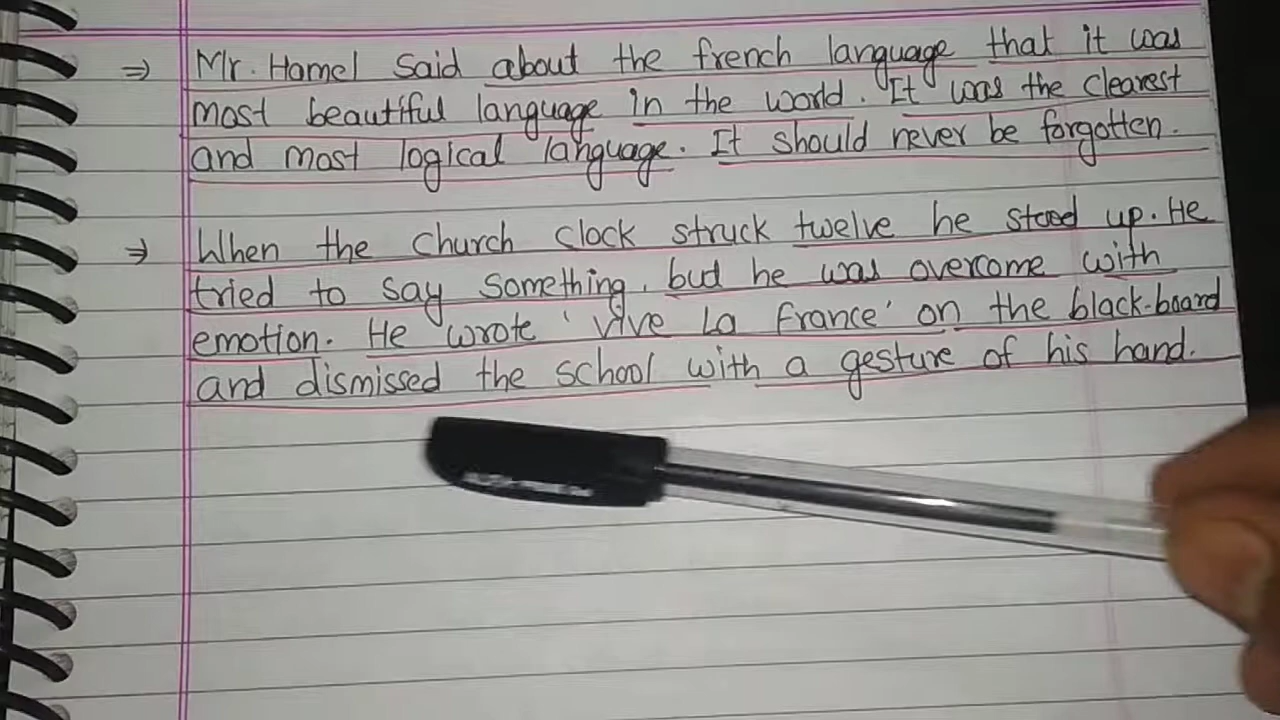 ⇒ Mr. Hamel said about the french language that it was
most beautiful language in the world. It was the clearest
and most logical language. It should never be forgotten.
⇒ When the church clock struck twelve he stood up. He
tried to say something, but he was overcome with
emotion. He wrote 'Vive La France' on the black-board
and dismissed the school with a gesture of his hand.